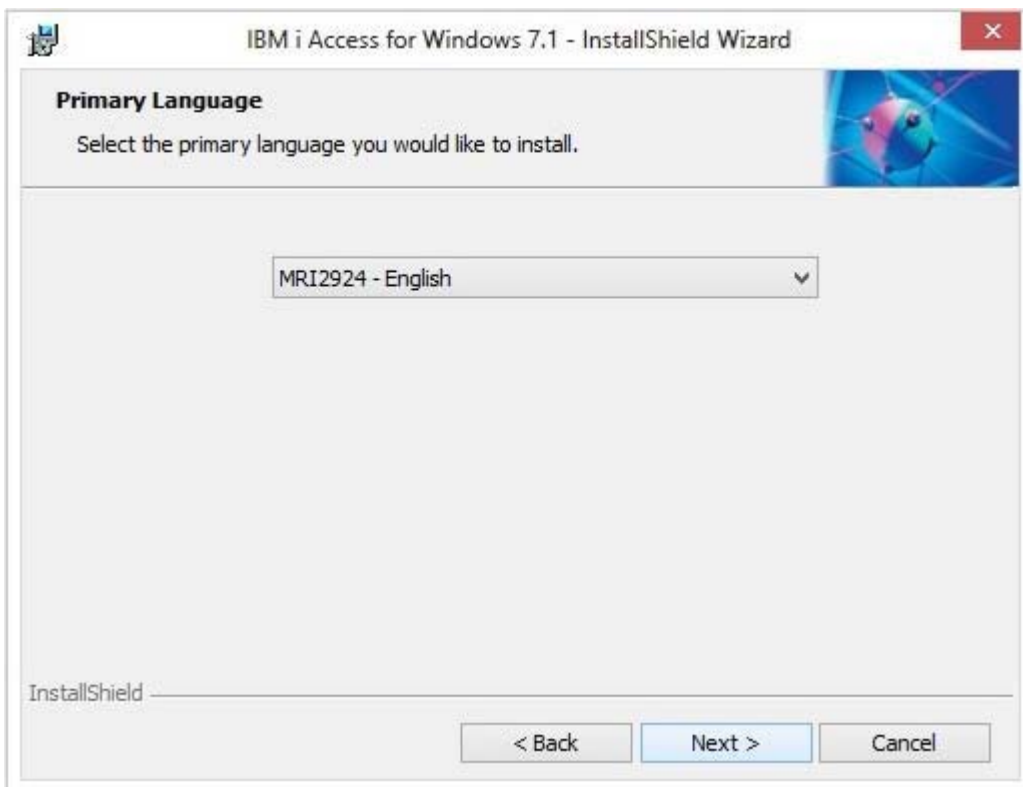 IBM i Access for Windows 7.1 - InstallShield Wizard
Primary Language
Select the primary language you would like to install.
MRI2924 - English
InstallShield
< Back
Next >
Cancel